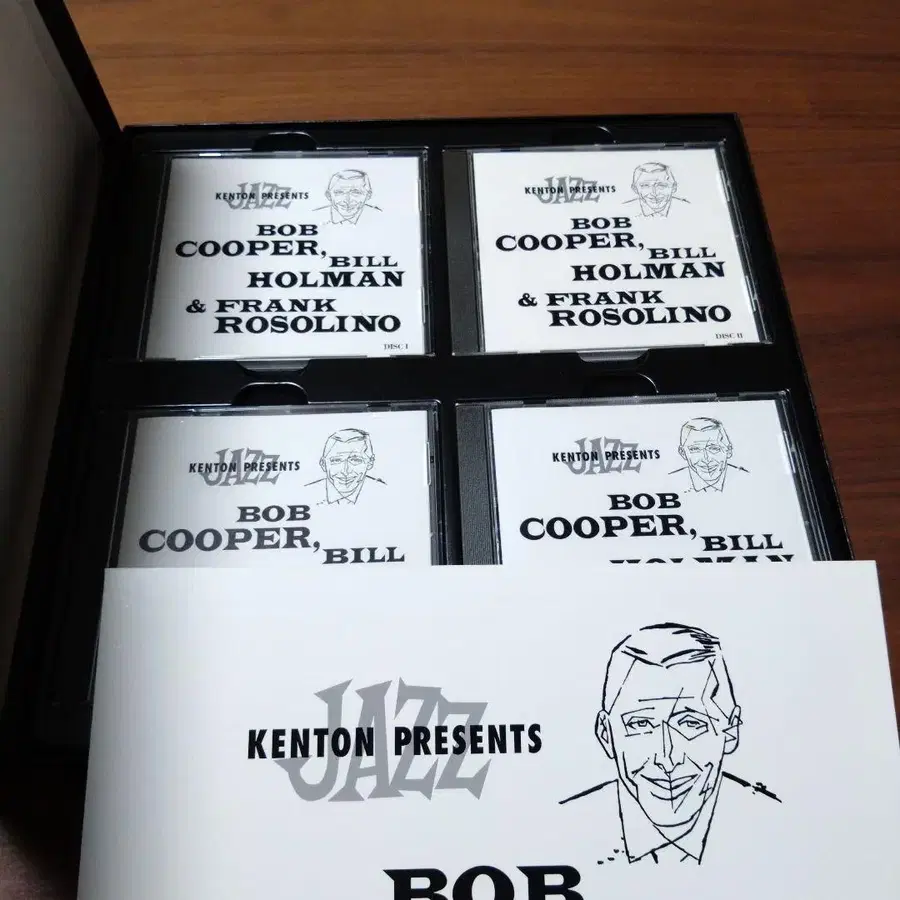 KENTON PRESENTS
JAZZ
BOB
COOPER,
BILL
HOLMAN
& FRANK
ROSOLINO
DISC I
KENTON PRESENTS
JAZZ
BOB
COOPER,
BILL
HOLMAN
& FRANK
ROSOLINO
DISC II
KENTON PRESENTS
JAZZ
BOB
COOPER,
BILL
KENTON PRESENTS
JAZZ
BOB
COOPER,
BILL
HOLMAN
KENTON PRESENTS
JAZZ
BOB